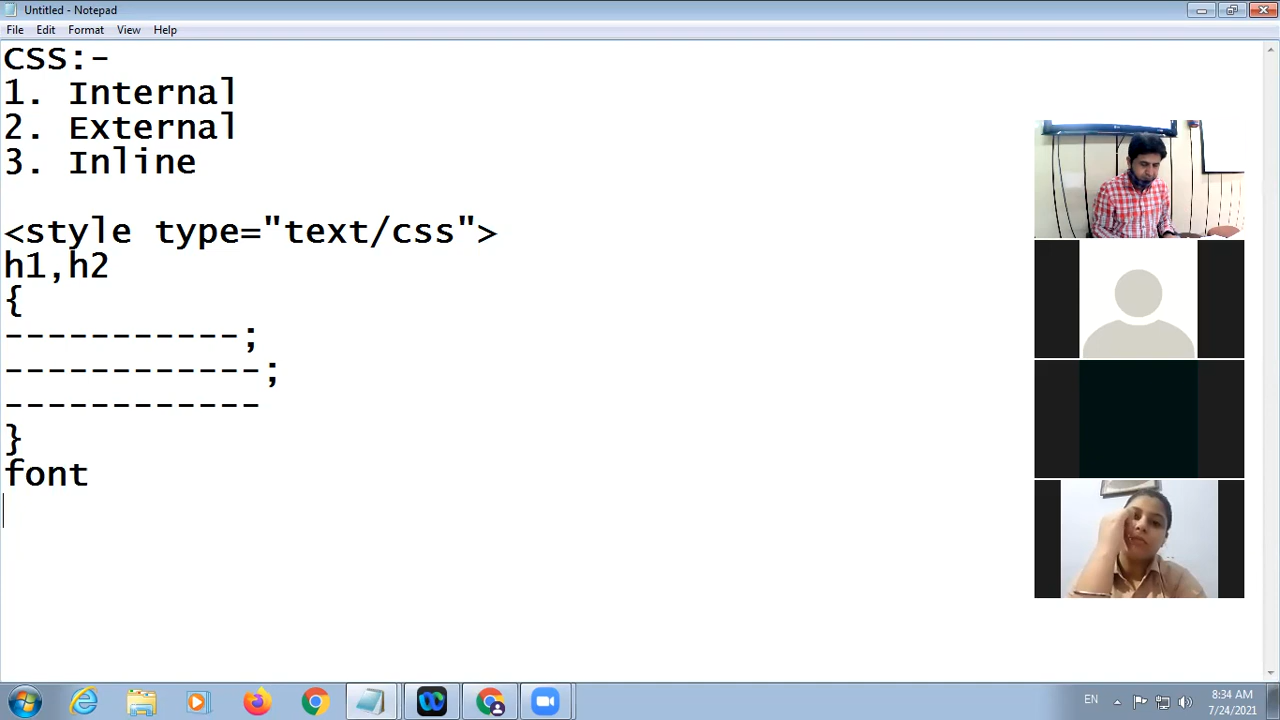 Untitled - Notepad
File Edit Format View Help
CSS:-
1. Internal
2. External
3. Inline
<style type="text/css">
h1,h2
{
-----------;
------------;
------------
}
font
EN
8:34 AM
7/24/2021